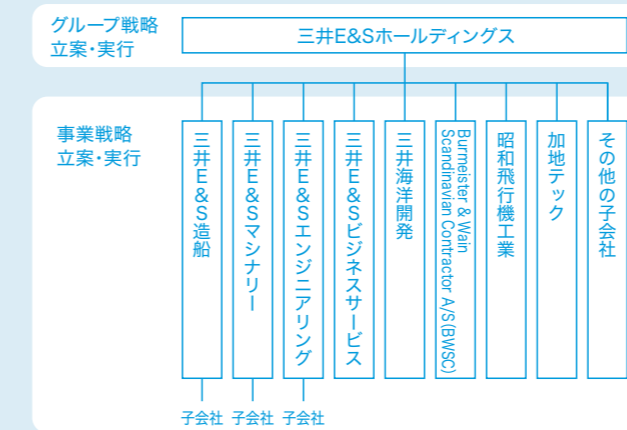 グループ戦略
立案・実行
三井E&Sホールディングス
事業戦略
立案・実行
三井E&S造船
三井E&Sマシナリー
三井E&Sエンジニアリング
三井E&Sビジネスサービス
三井海洋開発
Burmeister & Wain
Scandinavian Contractor A/S(BWSC)
昭和飛行機工業
加地テック
その他の子会社
子会社
子会社
子会社